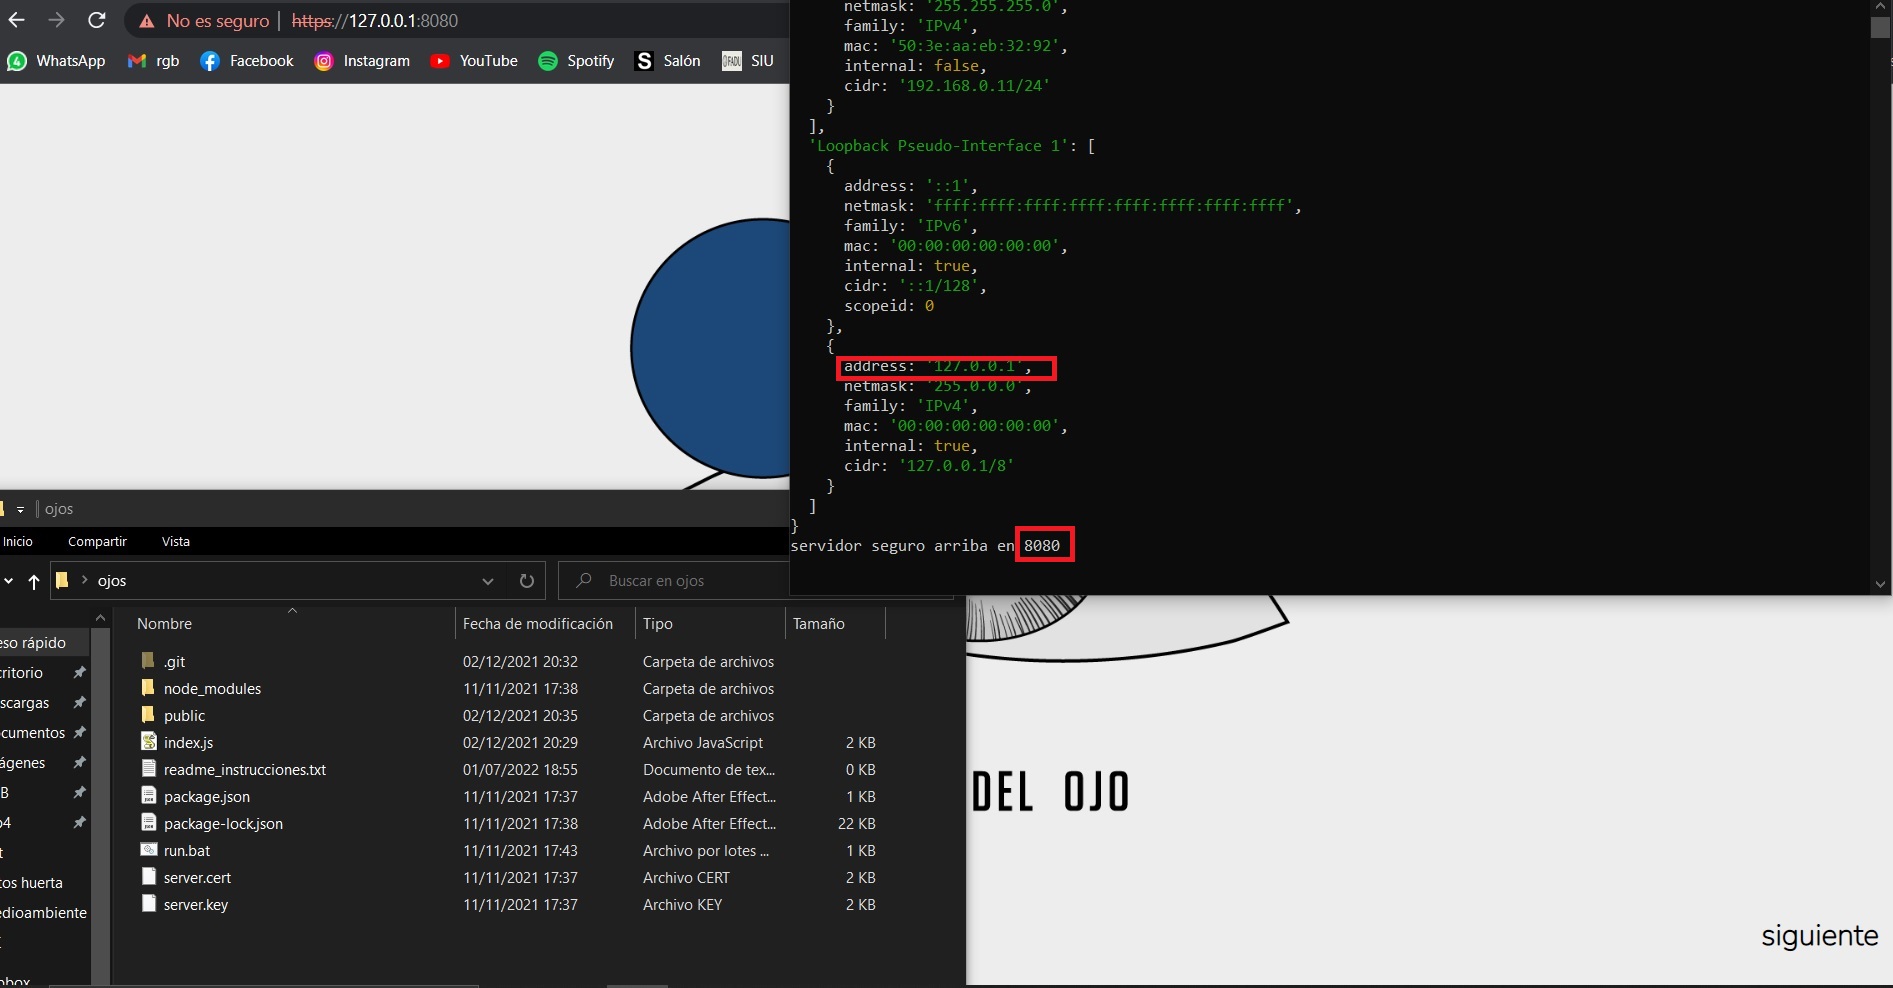 No es seguro | https://127.0.0.1:8080
WhatsApp rgb Facebook Instagram YouTube Spotify Salón SIU
netmask: '255.255.255.0',
family: 'IPv4',
mac: '50:3e:aa:eb:32:92',
internal: false,
cidr: '192.168.0.11/24'
}
],
'Loopback Pseudo-Interface 1': [
{
address: '::1',
netmask: 'ffff:ffff:ffff:ffff:ffff:ffff:ffff:ffff',
family: 'IPv6',
mac: '00:00:00:00:00:00',
internal: true,
cidr: '::1/128',
scopeid: 0
},
{
address: '127.0.0.1',
netmask: '255.0.0.0',
family: 'IPv4',
mac: '00:00:00:00:00:00',
internal: true,
cidr: '127.0.0.1/8'
}
]
}
servidor seguro arriba en 8080
ojos
Inicio Compartir Vista
ojos Buscar en ojos
Nombre Fecha de modificación Tipo Tamaño
.git 02/12/2021 20:32 Carpeta de archivos
node_modules 11/11/2021 17:38 Carpeta de archivos
public 02/12/2021 20:35 Carpeta de archivos
index.js 02/12/2021 20:29 Archivo JavaScript 2 KB
readme_instrucciones.txt 01/07/2022 18:55 Documento de tex... 0 KB
package.json 11/11/2021 17:37 Adobe After Effect... 1 KB
package-lock.json 11/11/2021 17:38 Adobe After Effect... 22 KB
run.bat 11/11/2021 17:43 Archivo por lotes ... 1 KB
server.cert 11/11/2021 17:37 Archivo CERT 2 KB
server.key 11/11/2021 17:37 Archivo KEY 2 KB
eso rápido
critorio
scargas
ocumentos
ágenes
B
o4
t
tos huerta
edioambiente
DEL OJO
siguiente